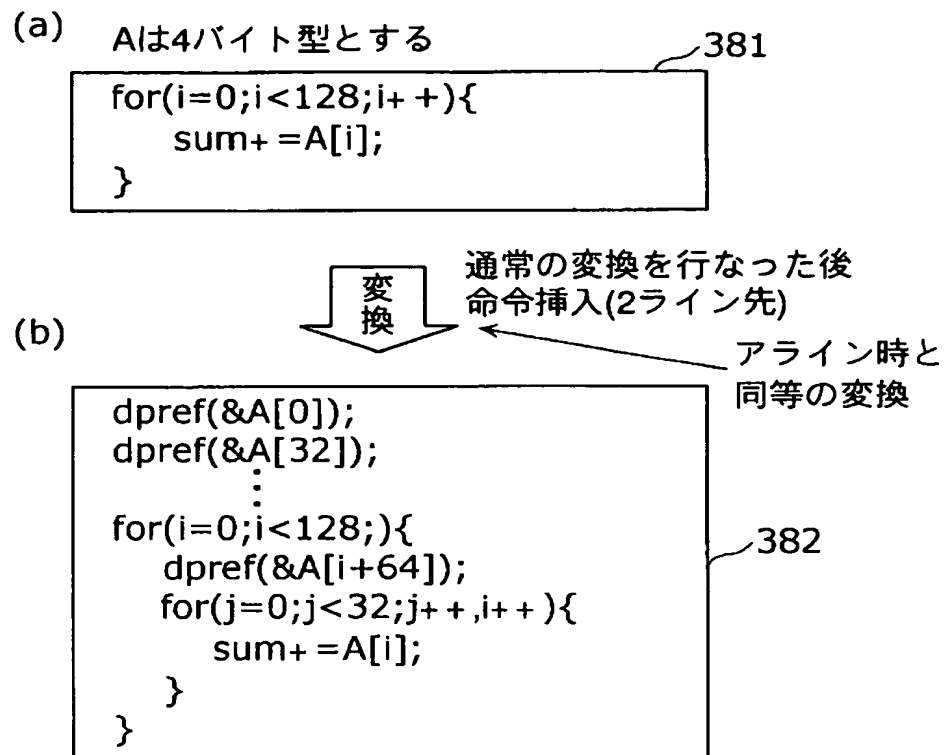 (a)
Aは4バイト型とする
381
for(i=0;i<128;i++){
sum+=A[i];
}
変換
通常の変換を行なった後
命令挿入(2ライン先)
アライン時と
同等の変換
(b)
dpref(&A[0]);
dpref(&A[32]);
⋮
for(i=0;i<128;){
dpref(&A[i+64]);
for(j=0;j<32;j++,i++){
sum+=A[i];
}
}
382